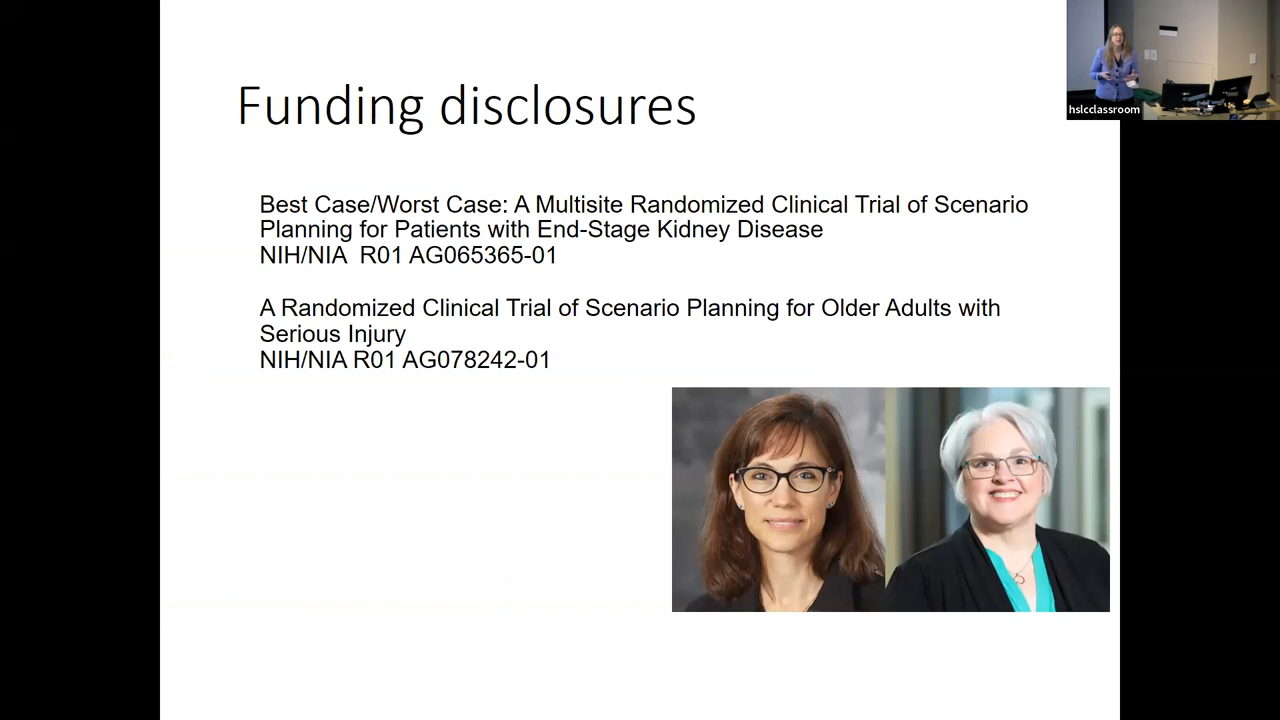 Funding disclosures
hslcclassroom
Best Case/Worst Case: A Multisite Randomized Clinical Trial of Scenario
Planning for Patients with End-Stage Kidney Disease
NIH/NIA  R01 AG065365-01
A Randomized Clinical Trial of Scenario Planning for Older Adults with
Serious Injury
NIH/NIA R01 AG078242-01